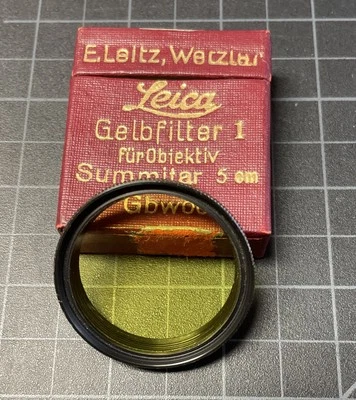 E.Leitz, Wetzlar
Leica
Gelbfilter 1
für Objektiv
Summitar 5 cm